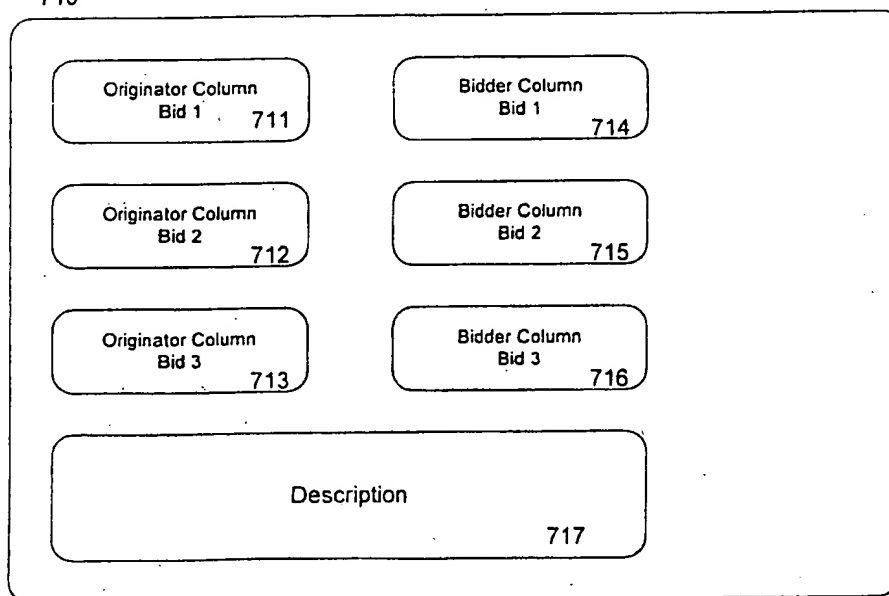 Originator Column
Bid 1
711
Bidder Column
Bid 1
714
Originator Column
Bid 2
712
Bidder Column
Bid 2
715
Originator Column
Bid 3
713
Bidder Column
Bid 3
716
Description
717